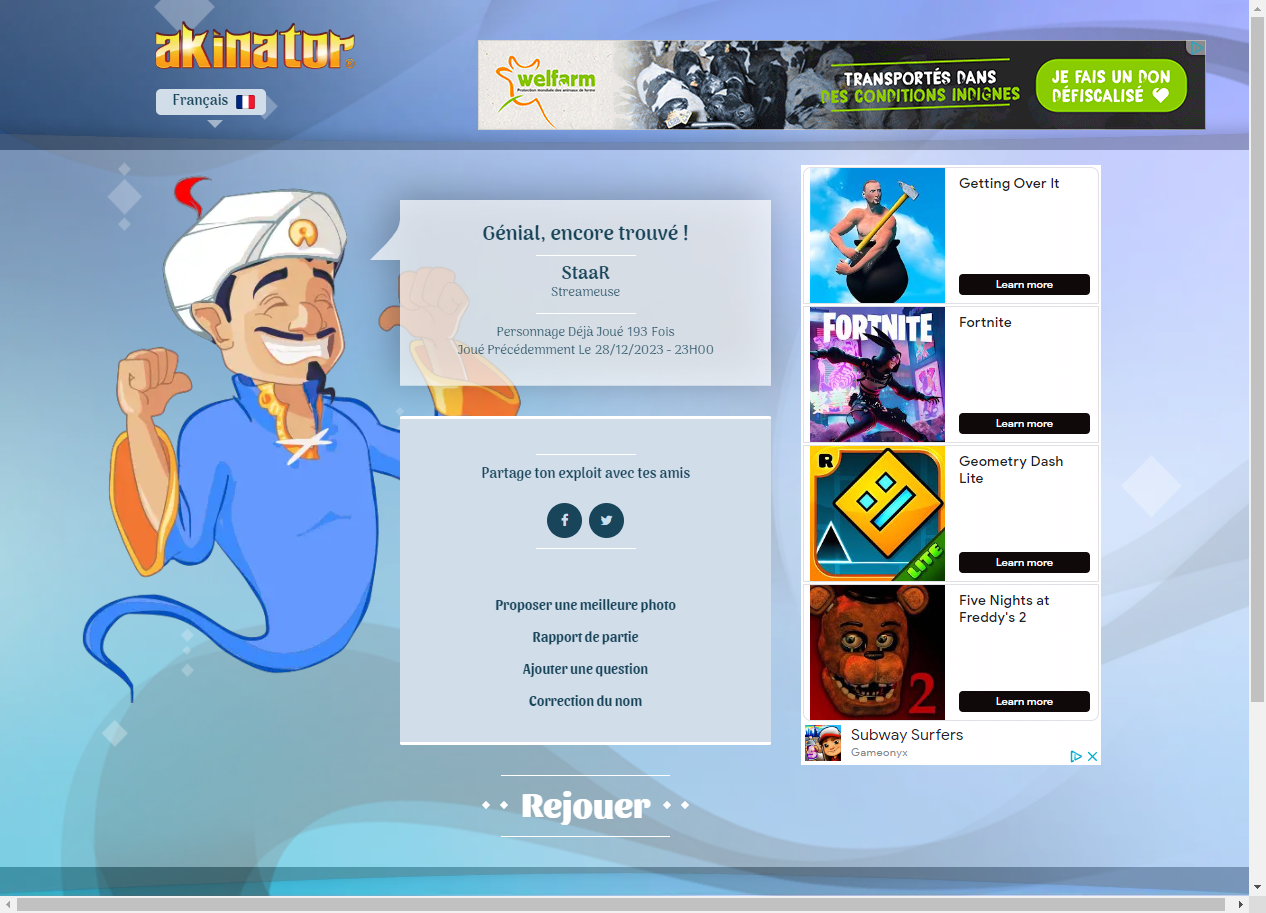 akinator
Français
welfarm
Protection mondiale des animaux de ferme
TRANSPORTÉS DANS
DES CONDITIONS INDIGNES
JE FAIS UN DON
DÉFISCALISÉ
Génial, encore trouvé !
StaaR
Streameuse
Personnage Déjà Joué 193 Fois
Joué Précédemment Le 28/12/2023 - 23H00
Partage ton exploit avec tes amis
Proposer une meilleure photo
Rapport de partie
Ajouter une question
Correction du nom
Rejouer
Getting Over It
Learn more
FORTNITE
Fortnite
Learn more
R
LITE
Geometry Dash
Lite
Learn more
2
Five Nights at
Freddy's 2
Learn more
Subway Surfers
Gameonyx